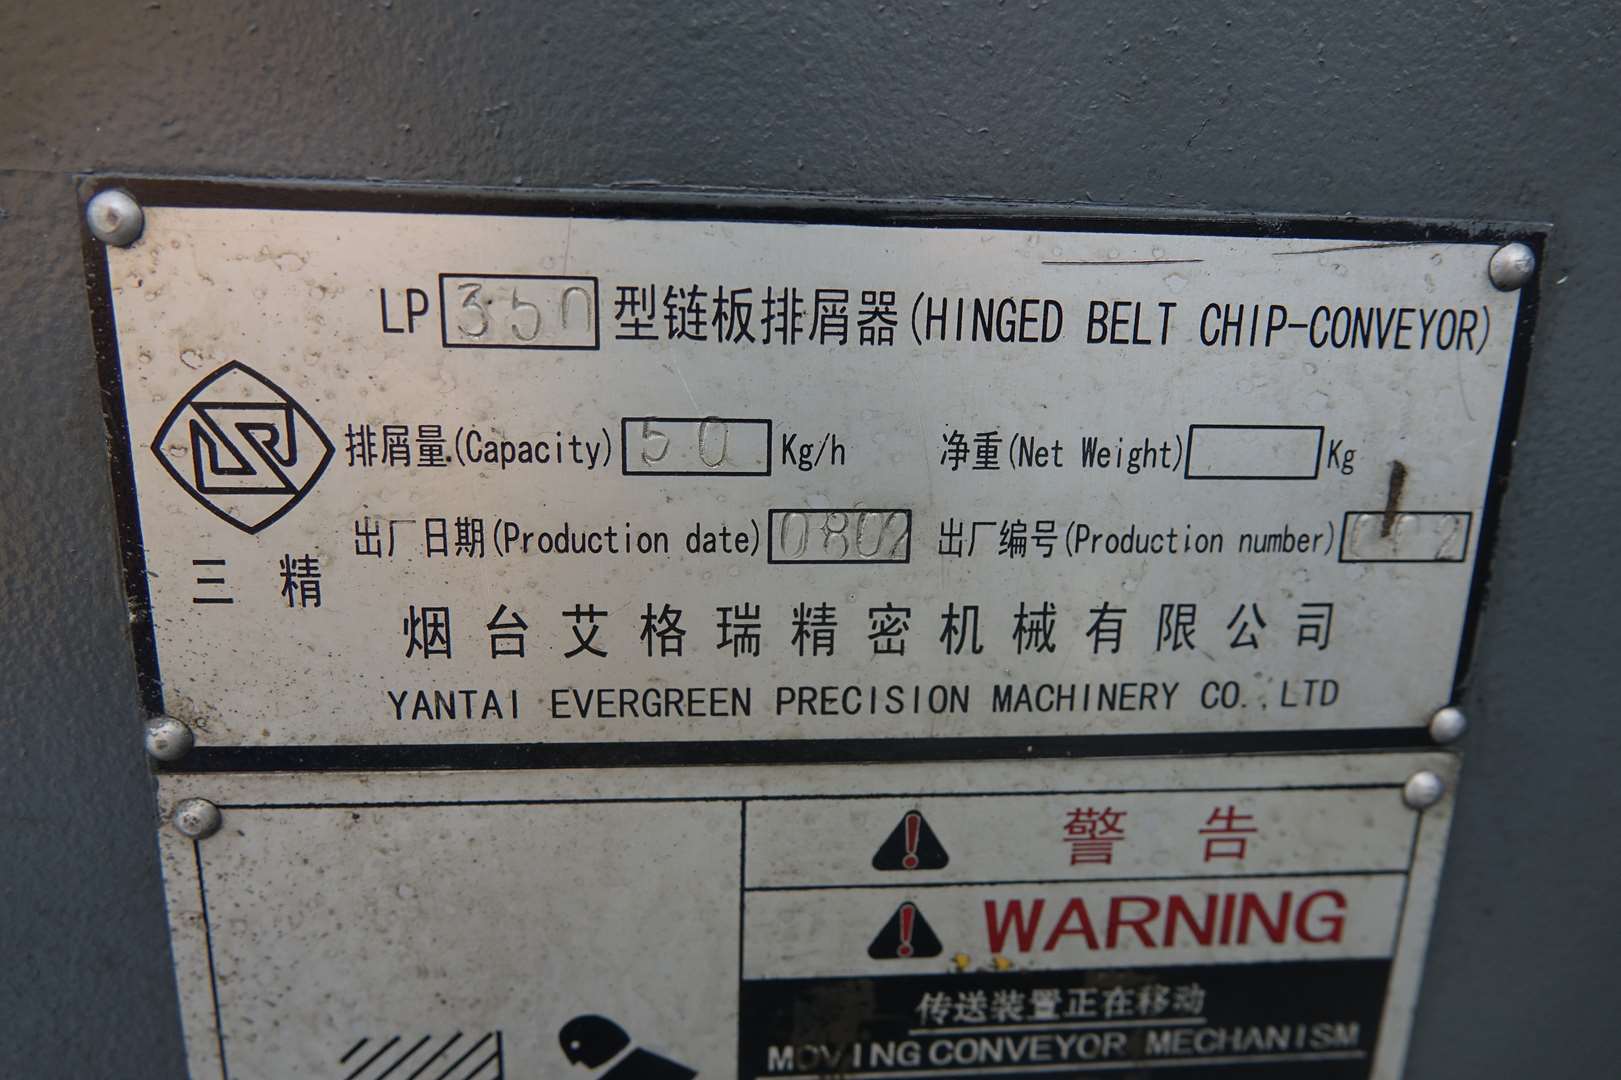 LP 350 型链板排屑器(HINGED BELT CHIP-CONVEYOR)
排屑量.(Capacity) 50 Kg/h 净重(Net Weight) Kg
出厂日期(Production date) 0802 出厂编号(Production number)
三 精
烟台艾格瑞精密机械有限公司
YANTAI EVERGREEN PRECISION MACHINERY CO.,LTD
警 告
WARNING
传送装置正在移动
MOVING CONVEYOR MECHANISM